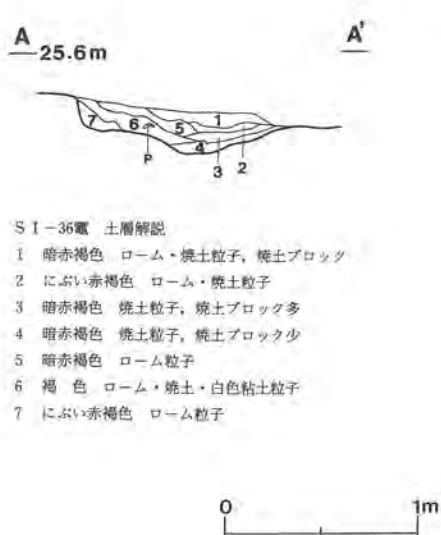 A A'
25.6m
7 6 5 1
P 4 3 2
SI-36竃 土層解説
1 暗赤褐色 ローム・焼土粒子，焼土ブロック
2 にぶい赤褐色 ローム・焼土粒子
3 暗赤褐色 焼土粒子，焼土ブロック多
4 暗赤褐色 焼土粒子，焼土ブロック少
5 暗赤褐色 ローム粒子
6 褐 色 ローム・焼土・白色粘土粒子
7 にぶい赤褐色 ローム粒子
0 1m